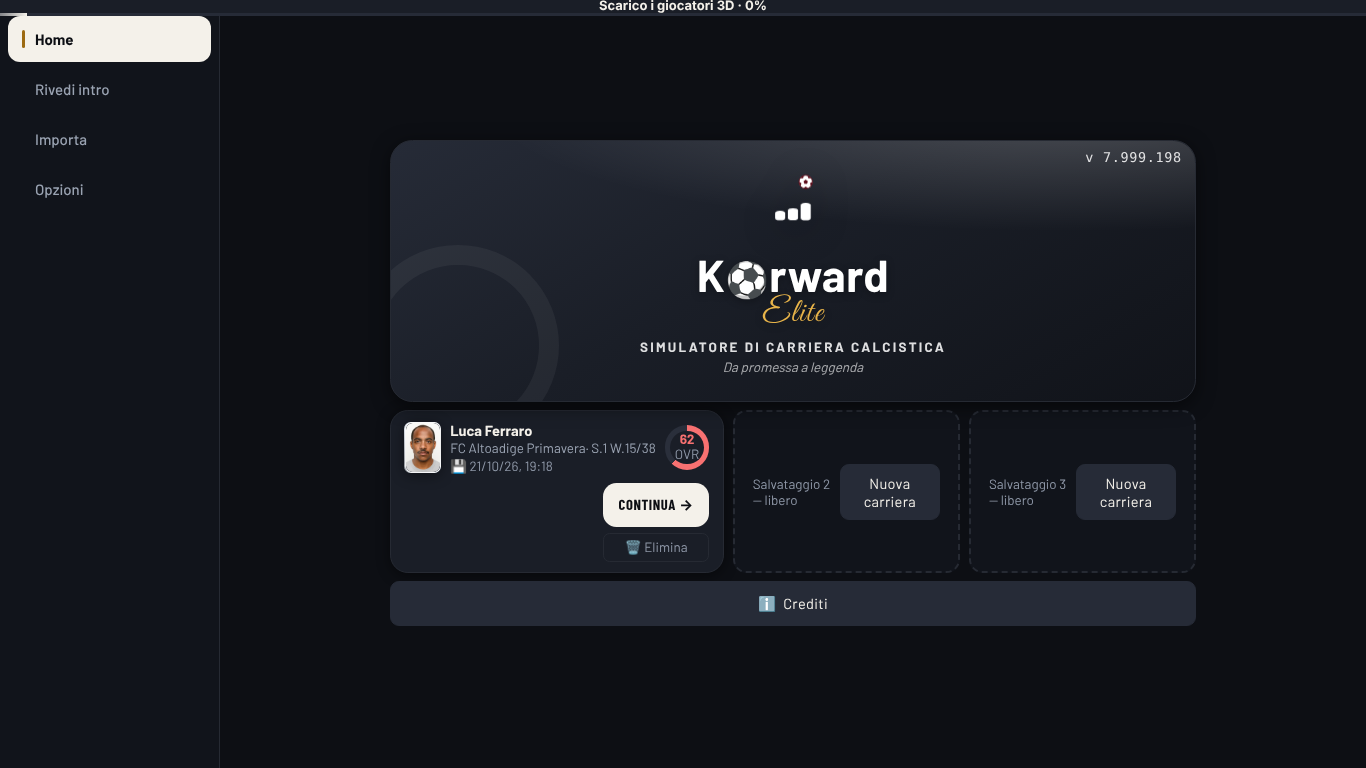 Scarico i giocatori 3D · 0%
Home
Rivedi intro
Importa
Opzioni
v 7.999.198
K⚽rward
Elite
SIMULATORE DI CARRIERA CALCISTICA
Da promessa a leggenda
Luca Ferraro
FC Altoadige Primavera· S.1 W.15/38
💾 21/10/26, 19:18
62
OVR
CONTINUA →
🗑️ Elimina
Salvataggio 2
— libero
Nuova
carriera
Salvataggio 3
— libero
Nuova
carriera
ℹ️ Crediti